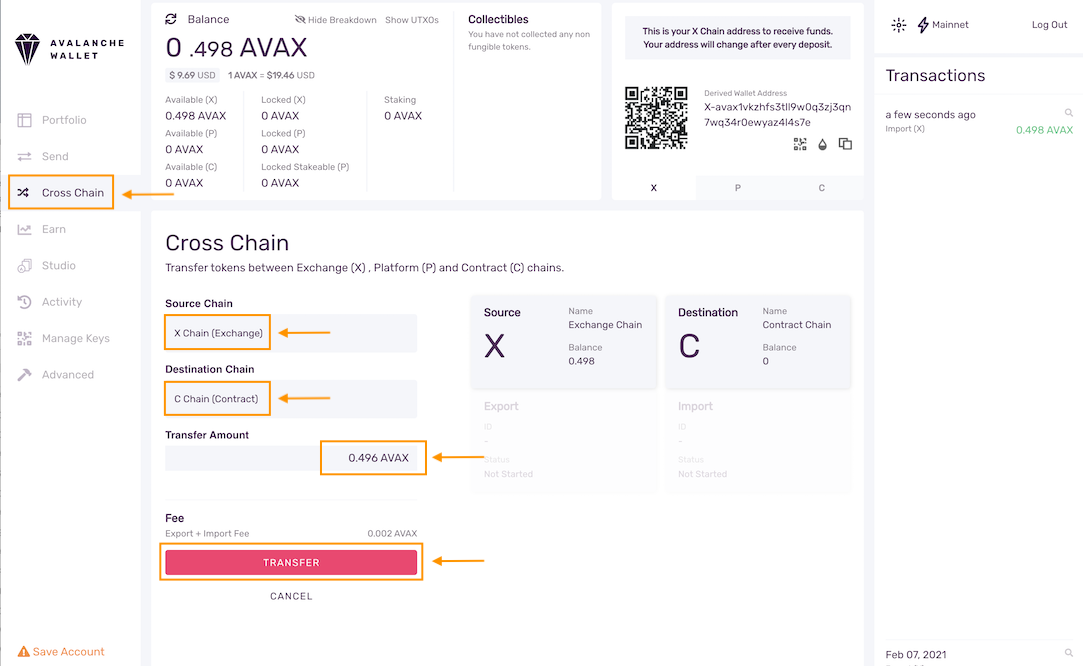 AVALANCHE
WALLET
Portfolio
Send
Cross Chain
Earn
Studio
Activity
Manage Keys
Advanced
Save Account
Balance
Hide Breakdown Show UTXOS
0 .498 AVAX
$ 9.69 USD 1 AVAX = $19.46 USD
Available (X)
0.498 AVAX
Available (P)
0 AVAX
Available (C)
0 AVAX
Locked (X)
0 AVAX
Locked (P)
0 AVAX
Locked Stakeable (P)
0 AVAX
Staking
0 AVAX
Collectibles
You have not collected any non
fungible tokens.
This is your X Chain address to receive funds.
Your address will change after every deposit.
Derived Wallet Address
X-avax1vkzhfs3tll9w0q3zj3qn
7wq34r0ewyaz4l4s7e
X P C
Cross Chain
Transfer tokens between Exchange (X) , Platform (P) and Contract (C) chains.
Source Chain
X Chain (Exchange)
Destination Chain
C Chain (Contract)
Transfer Amount
0.496 AVAX
Fee
Export + Import Fee 0.002 AVAX
TRANSFER
CANCEL
Source
X
Name
Exchange Chain
Balance
0.498
Export
ID
-
Status
Not Started
Destination
C
Name
Contract Chain
Balance
0
Import
ID
-
Status
Not Started
Mainnet
Log Out
Transactions
a few seconds ago
Import (X) 0.498 AVAX
Feb 07, 2021